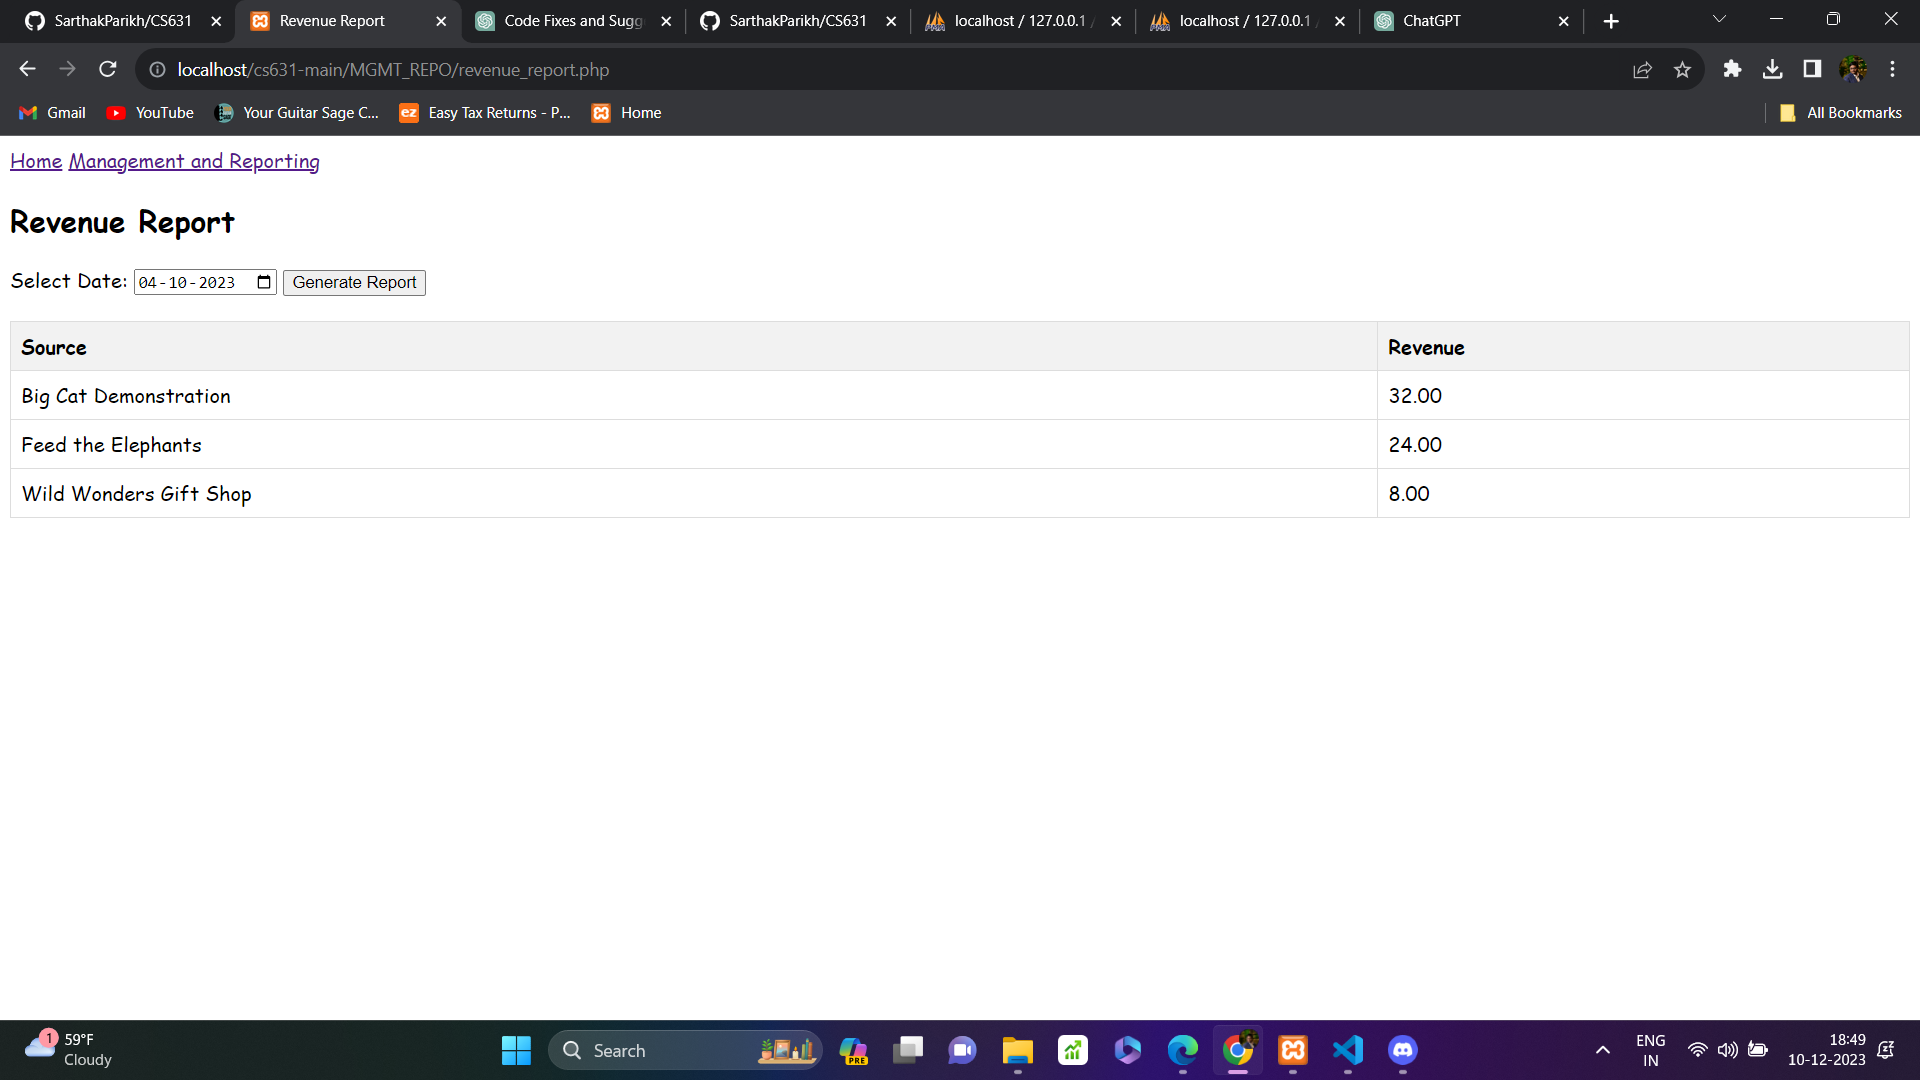 SarthakParikh/CS631
Revenue Report
Code Fixes and Sugg
SarthakParikh/CS631
localhost / 127.0.0.1 /
localhost / 127.0.0.1 /
ChatGPT
localhost/cs631-main/MGMT_REPO/revenue_report.php
Gmail
YouTube
Your Guitar Sage C...
ez
Easy Tax Returns - P...
Home
All Bookmarks
Home Management and Reporting
Revenue Report
Select Date: 04-10-2023 Generate Report
Source Revenue
Big Cat Demonstration 32.00
Feed the Elephants 24.00
Wild Wonders Gift Shop 8.00
1
59°F
Cloudy
Search
PRE
ENG
IN
18:49
10-12-2023